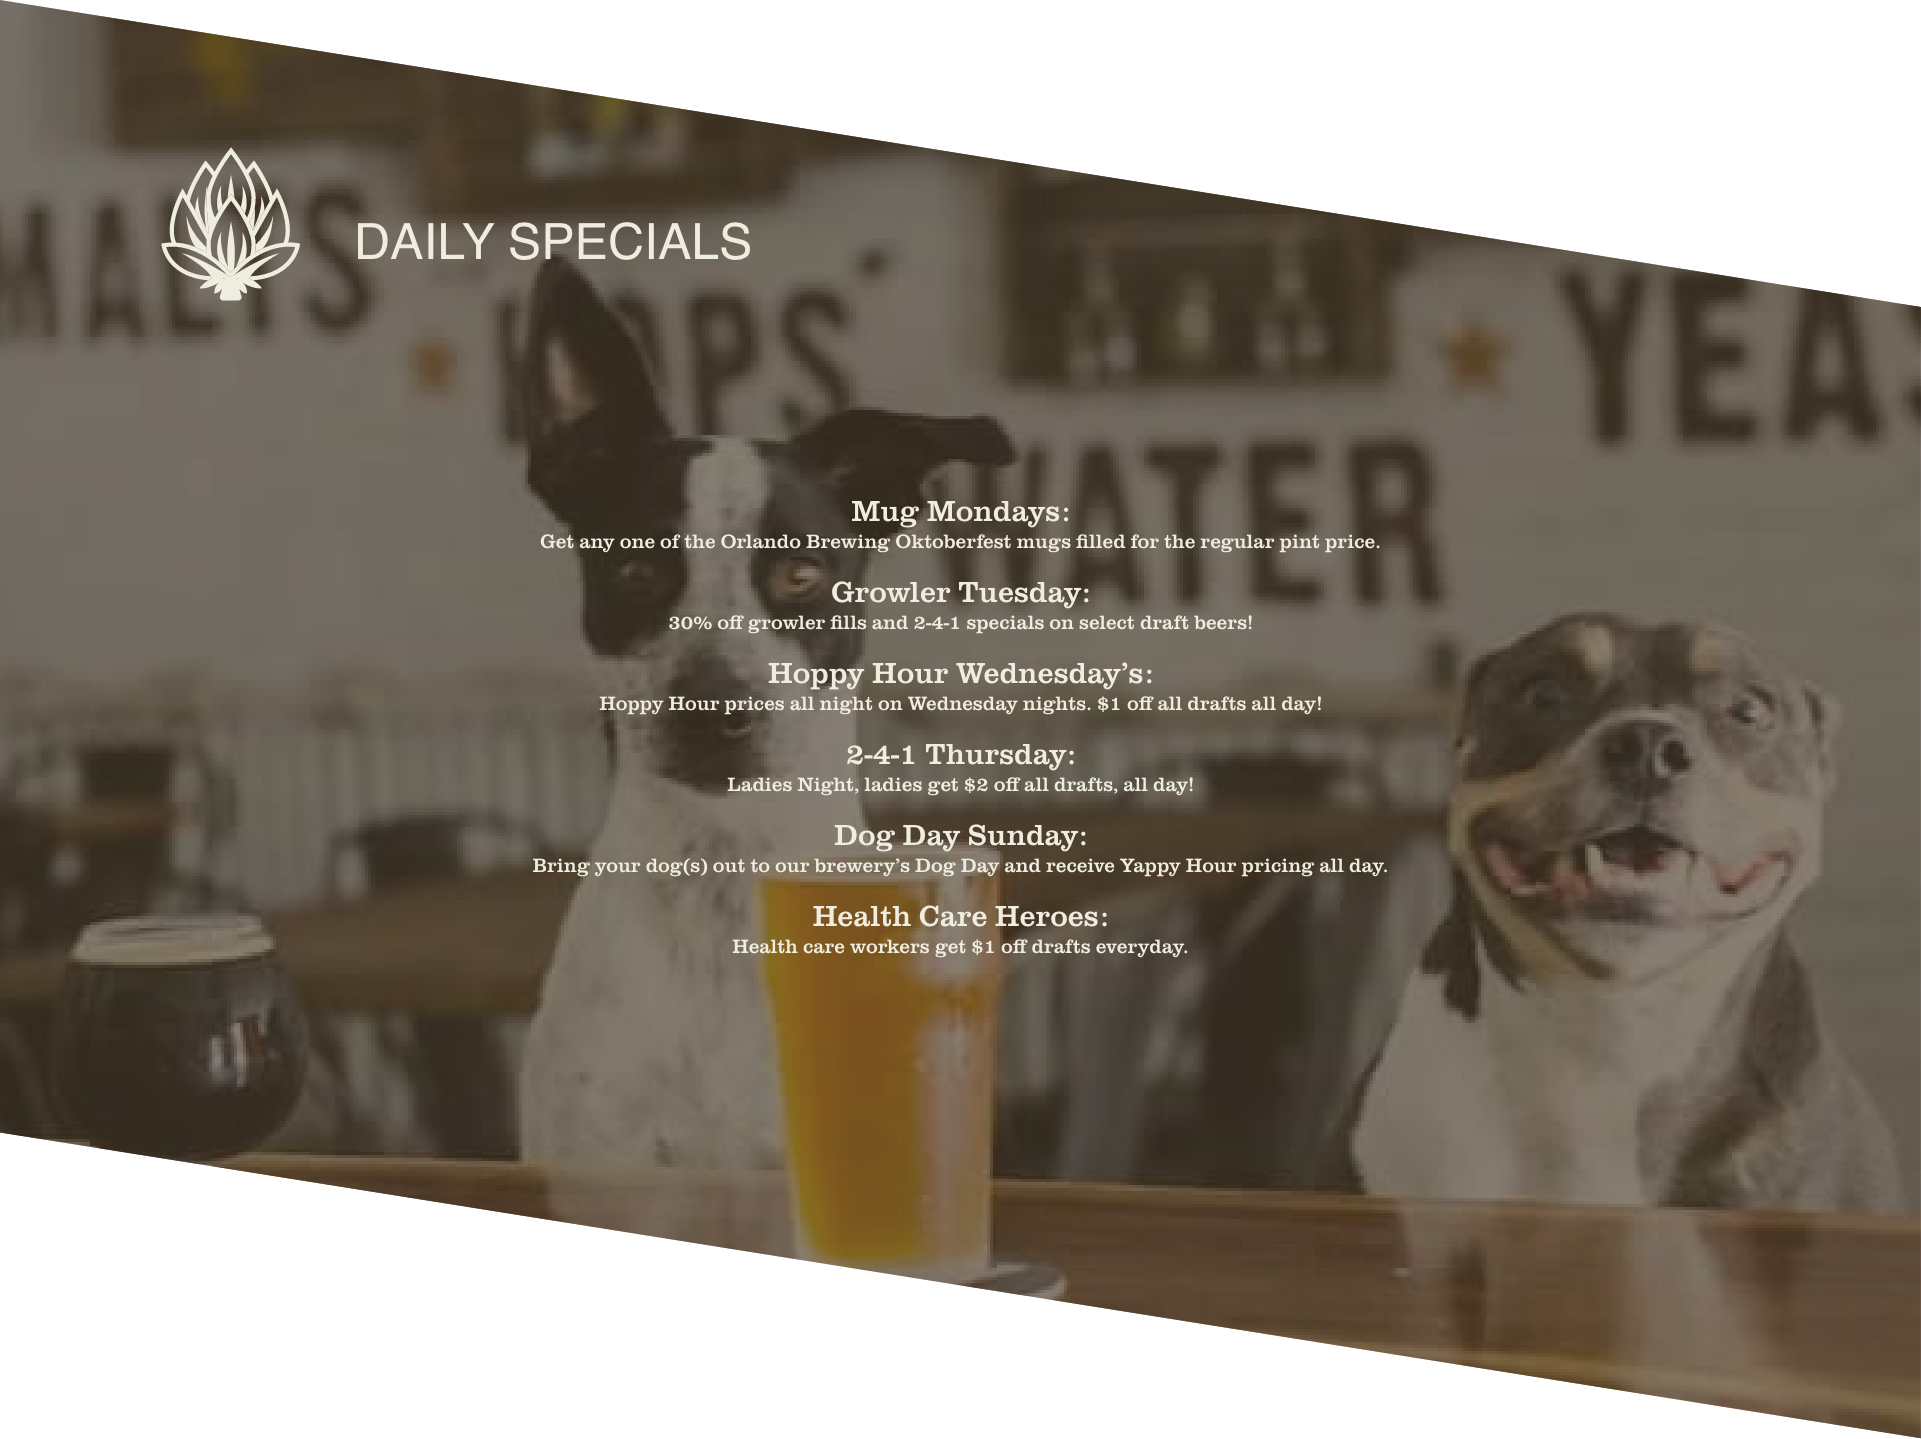 DAILY SPECIALS
MALTS
HOPS
WATER
YEAS
Mug Mondays:
Get any one of the Orlando Brewing Oktoberfest mugs filled for the regular pint price.
Growler Tuesday:
30% off growler fills and 2-4-1 specials on select draft beers!
Hoppy Hour Wednesday’s:
Hoppy Hour prices all night on Wednesday nights. $1 off all drafts all day!
2-4-1 Thursday:
Ladies Night, ladies get $2 off all drafts, all day!
Dog Day Sunday:
Bring your dog(s) out to our brewery’s Dog Day and receive Yappy Hour pricing all day.
Health Care Heroes:
Health care workers get $1 off drafts everyday.